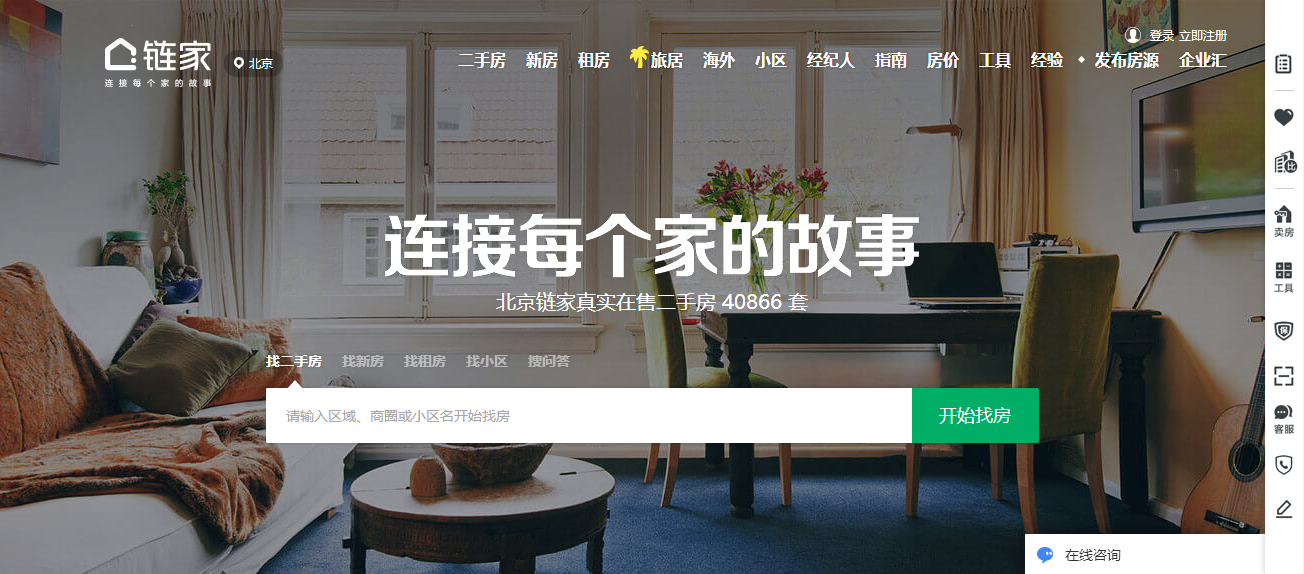 登录 立即注册
链家
连接每个家的故事
北京
二手房 新房 租房 旅居 海外 小区 经纪人 指南 房价 工具 经验 发布房源 企业汇
连接每个家的故事
北京链家真实在售二手房 40866 套
找二手房 找新房 找租房 找小区 搜问答
请输入区域、商圈或小区名开始找房
开始找房
比
卖房
工具
保
客服
在线咨询